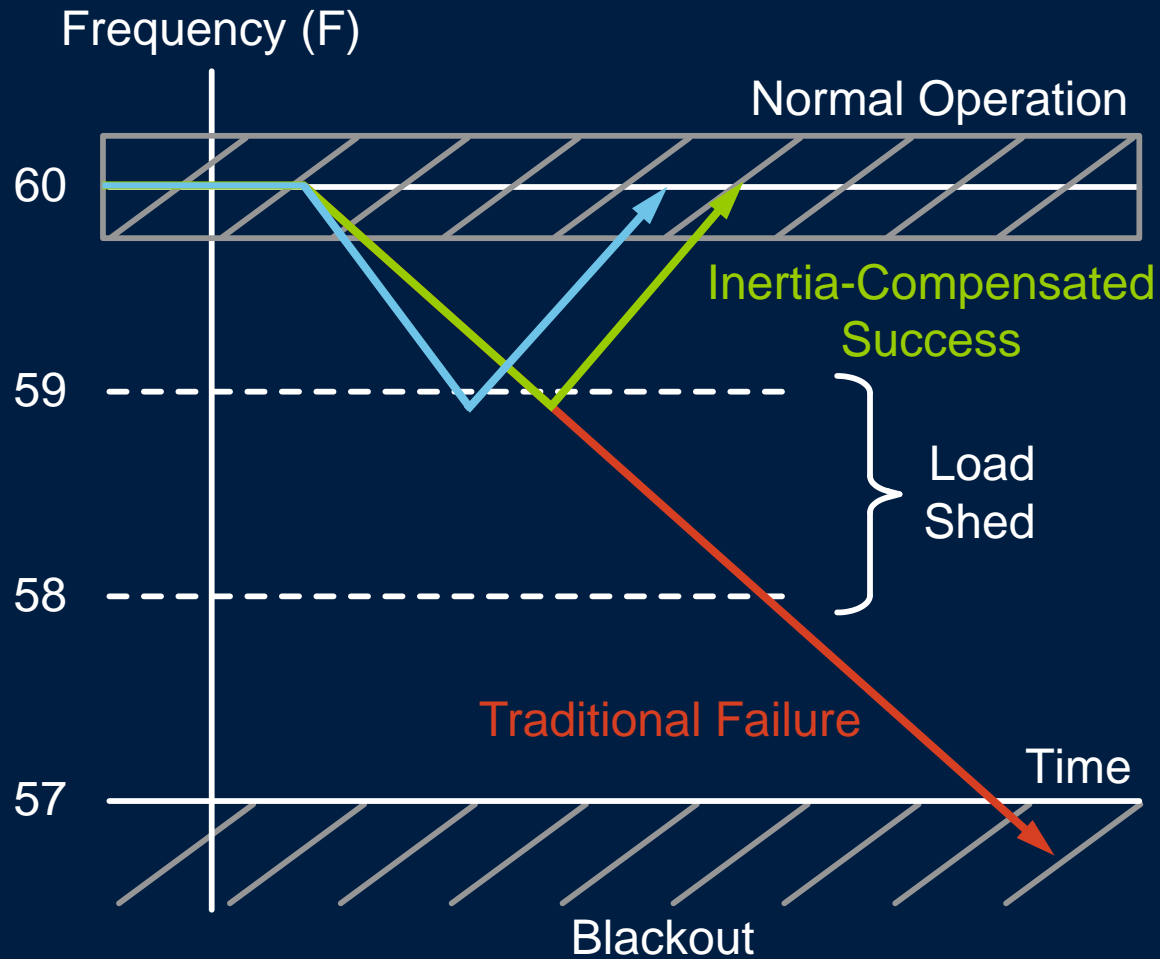 Frequency (F)
Normal Operation
60
Inertia-Compensated
Success
59
Load
Shed
58
Traditional Failure
Time
57
Blackout